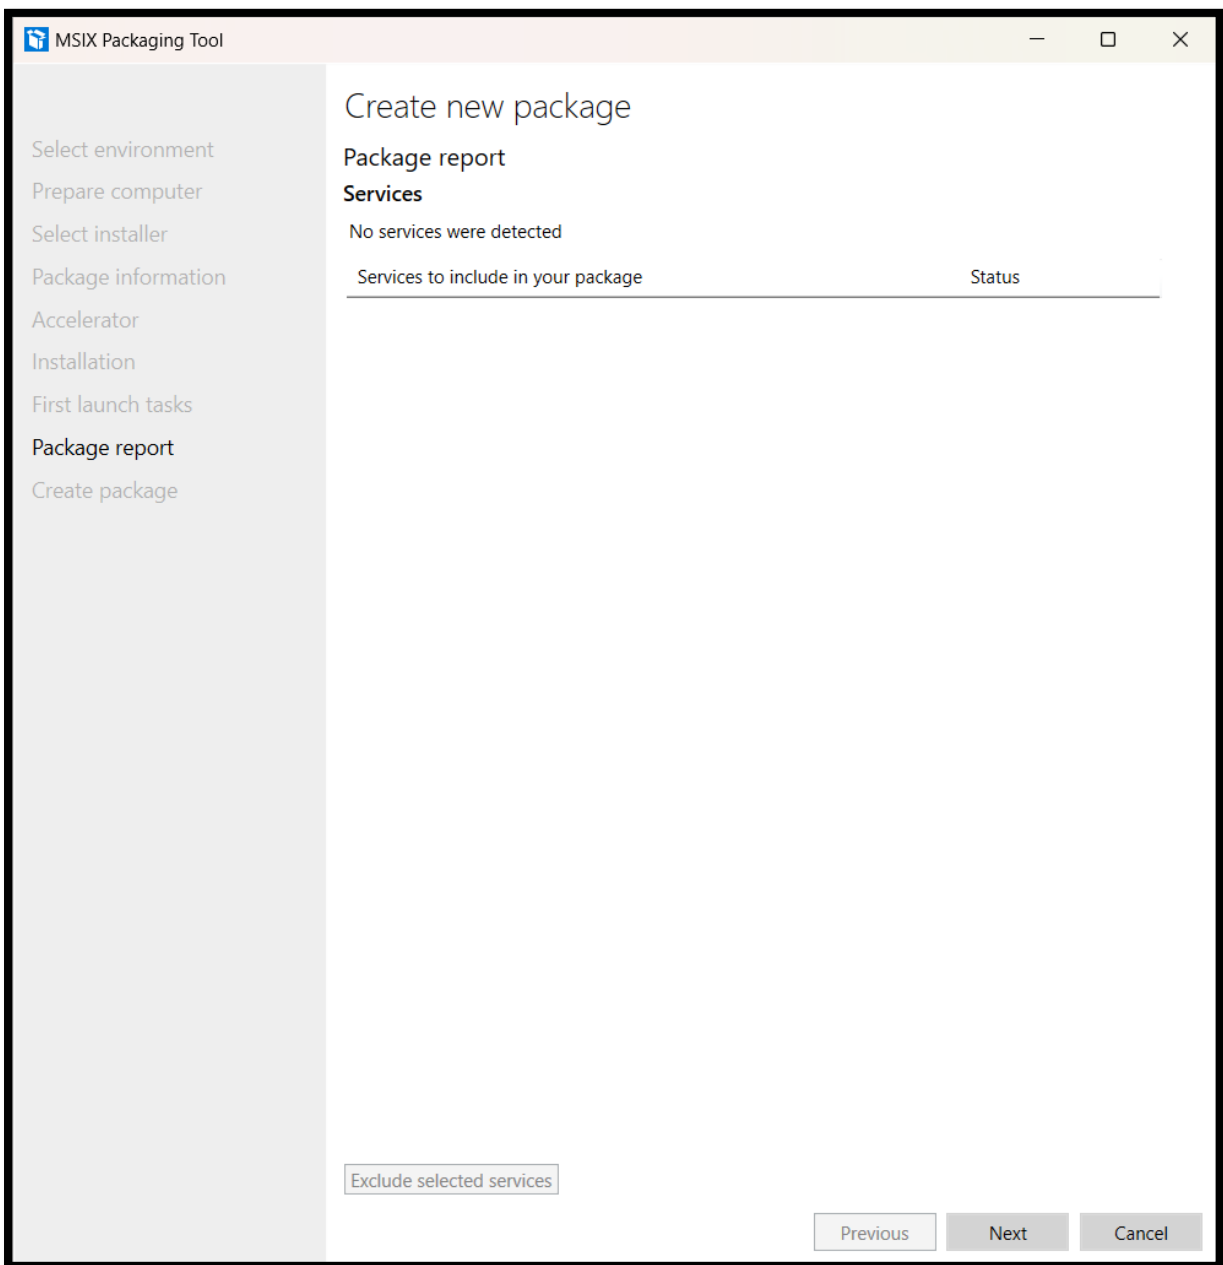 MSIX Packaging Tool
Select environment
Prepare computer
Select installer
Package information
Accelerator
Installation
First launch tasks
Package report
Create package
Create new package
Package report
Services
No services were detected
Services to include in your package Status
Exclude selected services
Previous Next Cancel